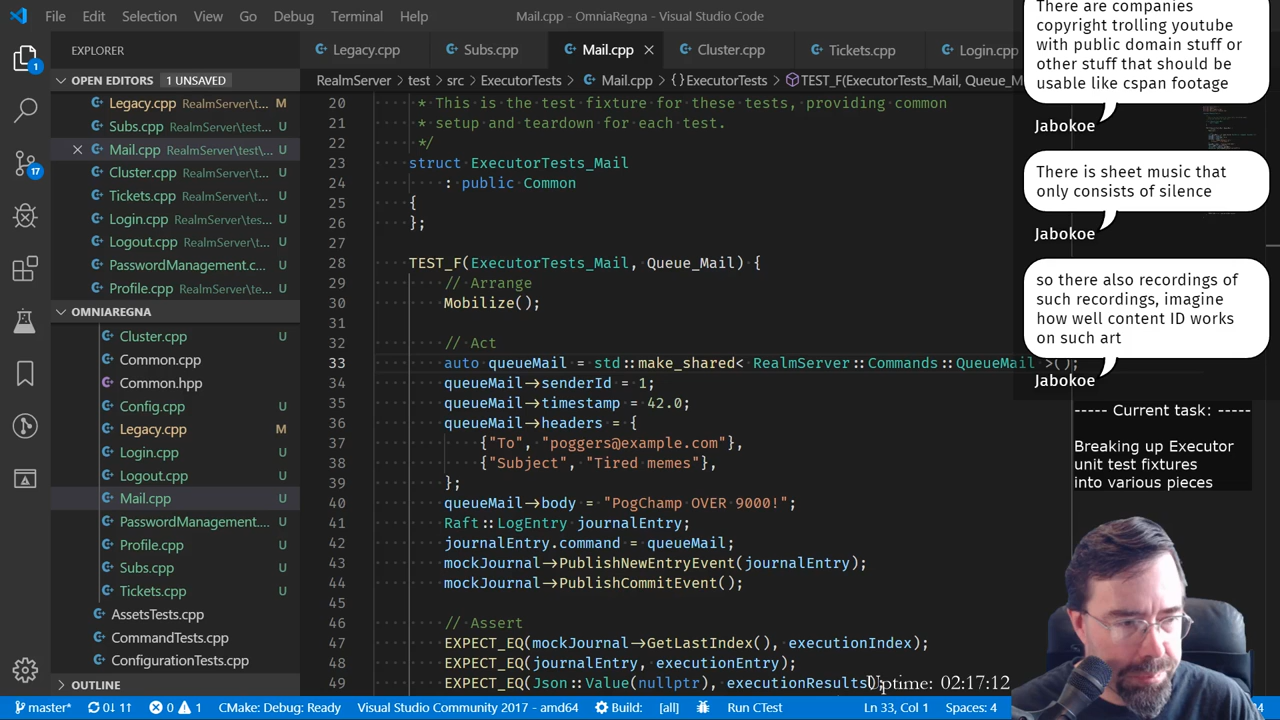 File Edit Selection View Go Debug Terminal Help
Mail.cpp - OmniaRegna - Visual Studio Code
EXPLORER
OPEN EDITORS 1 UNSAVED
Legacy.cpp RealmServer\t... M
Subs.cpp RealmServer\test\... U
Mail.cpp RealmServer\test\... U
Cluster.cpp RealmServer\t... U
Tickets.cpp RealmServer\t... U
Login.cpp RealmServer\tes... U
Logout.cpp RealmServer\t... U
PasswordManagement.c... U
Profile.cpp RealmServer\t... U
OMNIAREGNA
Cluster.cpp U
Common.cpp
Common.hpp
Config.cpp U
Legacy.cpp M
Login.cpp U
Logout.cpp U
Mail.cpp U
PasswordManagement.... U
Profile.cpp U
Subs.cpp U
Tickets.cpp U
AssetsTests.cpp
CommandTests.cpp
ConfigurationTests.cpp
OUTLINE
1
17
Legacy.cpp Subs.cpp Mail.cpp Cluster.cpp Tickets.cpp Login.cpp
RealmServer > test > src > ExecutorTests > Mail.cpp > {} ExecutorTests > TEST_F(ExecutorTests_Mail, Queue_M
20 * This is the test fixture for these tests, providing common
21 * setup and teardown for each test.
22 */
23 struct ExecutorTests_Mail
24 : public Common
25 {
26 };
27
28 TEST_F(ExecutorTests_Mail, Queue_Mail) {
29 // Arrange
30 Mobilize();
31
32 // Act
33 auto queueMail = std::make_shared< RealmServer::Commands::QueueMail >();
34 queueMail->senderId = 1;
35 queueMail->timestamp = 42.0;
36 queueMail->headers = {
37 {"To", "poggers@example.com"},
38 {"Subject", "Tired memes"},
39 };
40 queueMail->body = "PogChamp OVER 9000!";
41 Raft::LogEntry journalEntry;
42 journalEntry.command = queueMail;
43 mockJournal->PublishNewEntryEvent(journalEntry);
44 mockJournal->PublishCommitEvent();
45
46 // Assert
47 EXPECT_EQ(mockJournal->GetLastIndex(), executionIndex);
48 EXPECT_EQ(journalEntry, executionEntry);
49 EXPECT_EQ(Json::Value(nullptr), executionResults);
Uptime: 02:17:12
There are companies
copyright trolling youtube
with public domain stuff or
other stuff that should be
usable like cspan footage
Jabokoe
There is sheet music that
only consists of silence
Jabokoe
so there also recordings of
such recordings, imagine
how well content ID works
on such art
Jabokoe
----- Current task: -----
Breaking up Executor
unit test fixtures
into various pieces
master* 0↓ 1↑ 0 1 CMake: Debug: Ready Visual Studio Community 2017 - amd64 Build: [all] Run CTest Ln 33, Col 1 Spaces: 4